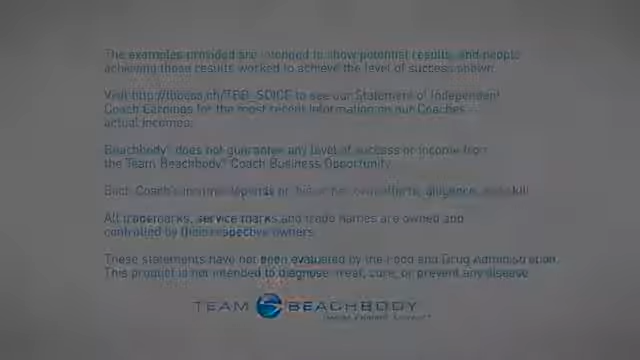 The examples provided are intended to show potential results, and people
achieving those results worked to achieve the level of success shown.
Visit http://tbbcso.ch/TBB_SOICE to see our Statement of Independent
Coach Earnings for the most recent information on our Coaches
actual incomes.
Beachbody® does not guarantee any level of success or income from
the Team Beachbody® Coach Business Opportunity.
Each Coach's income depends on his or her own efforts, diligence, and skill.
All trademarks, service marks and trade names are owned and
controlled by their respective owners.
These statements have not been evaluated by the Food and Drug Administration.
This product is not intended to diagnose, treat, cure, or prevent any disease.
TEAM BEACHBODY